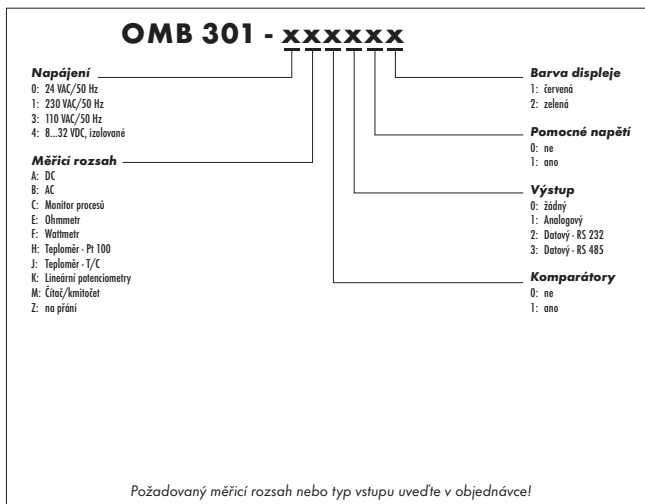 OMB 301 - xxxxxx
Napájení
0: 24 VAC/50 Hz
1: 230 VAC/50 Hz
3: 110 VAC/50 Hz
4: 8...32 VDC, izolované
Měřicí rozsah
A: DC
B: AC
C: Monitor procesů
E: Ohmmetr
F: Wattmetr
H: Teploměr - Pt 100
J: Teploměr - T/C
K: Lineární potenciometry
M: Čítač/kmitočet
Z: na přání
Barva displeje
1: červená
2: zelená
Pomocné napětí
0: ne
1: ano
Výstup
0: žádný
1: Analogový
2: Datový - RS 232
3: Datový - RS 485
Komparátory
0: ne
1: ano
Požadovaný měřicí rozsah nebo typ vstupu uveďte v objednávce!